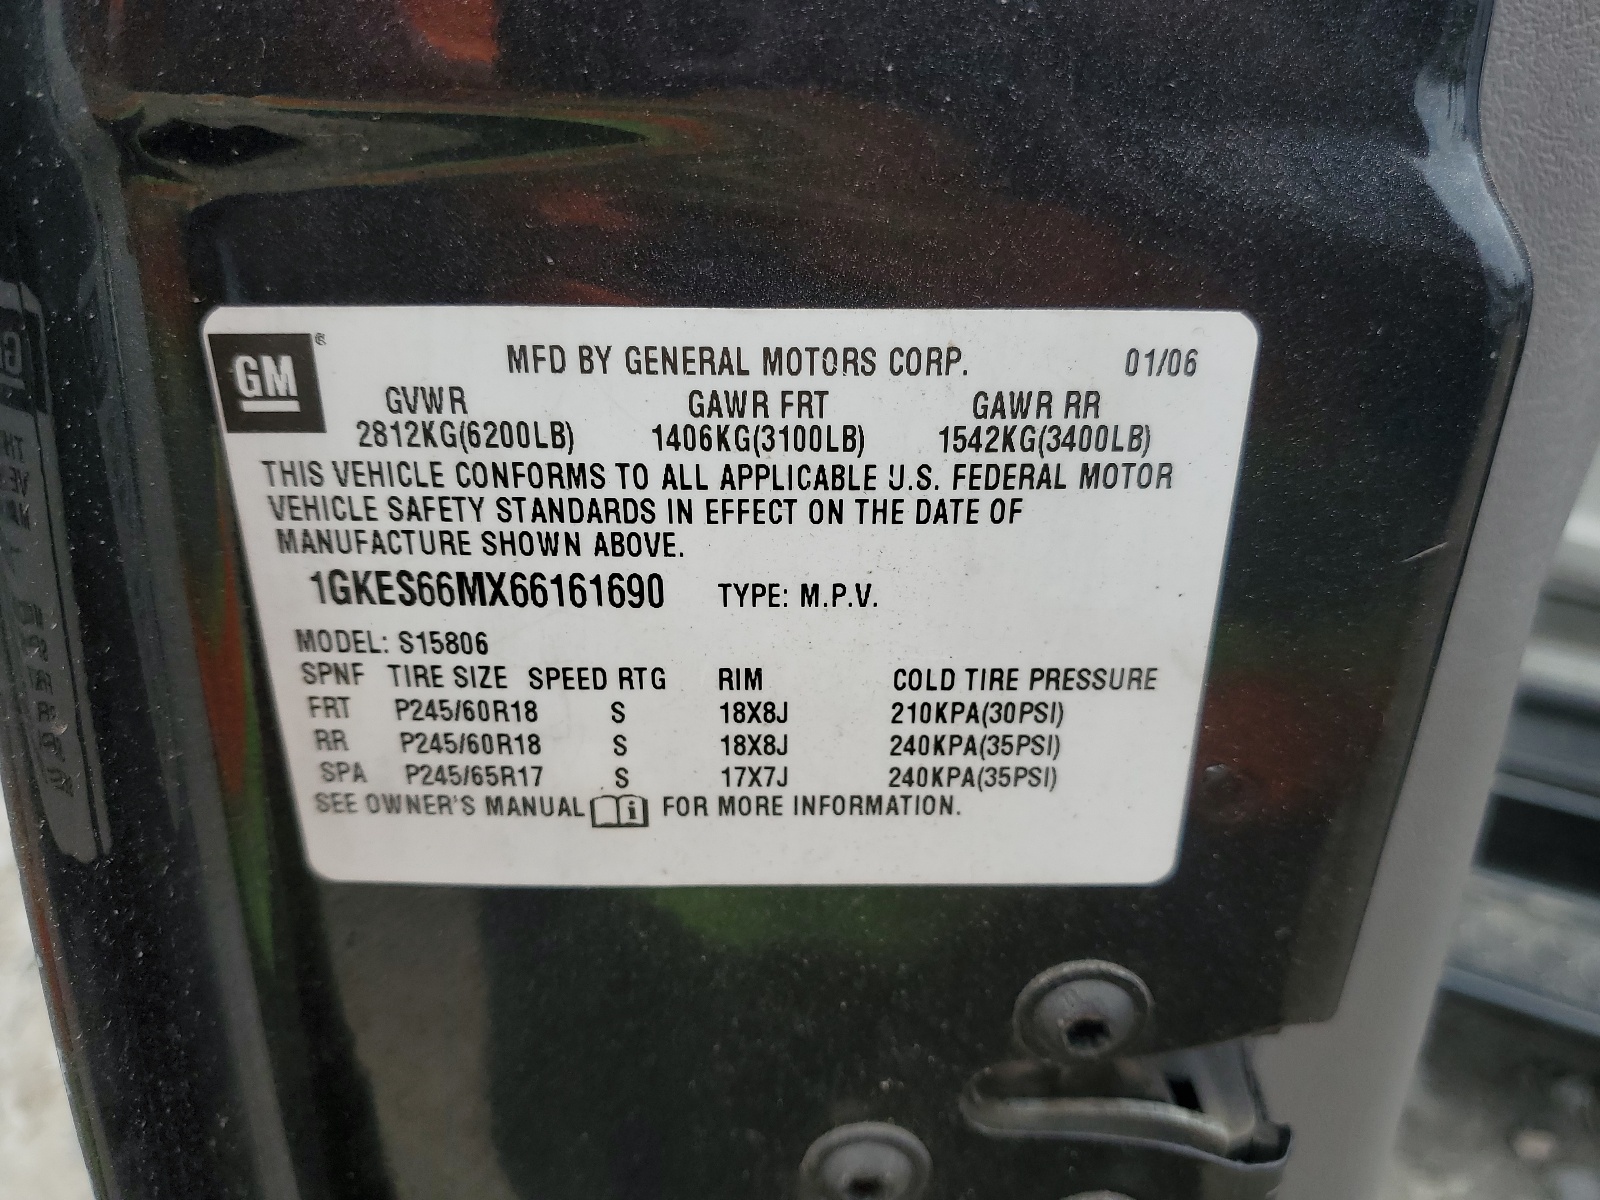 GM® MFD BY GENERAL MOTORS CORP. 01/06
GVWR GAWR FRT GAWR RR
2812KG(6200LB) 1406KG(3100LB) 1542KG(3400LB)
THIS VEHICLE CONFORMS TO ALL APPLICABLE U.S. FEDERAL MOTOR
VEHICLE SAFETY STANDARDS IN EFFECT ON THE DATE OF
MANUFACTURE SHOWN ABOVE.
1GKES66MX66161690 TYPE: M.P.V.
MODEL: S15806
SPNF TIRE SIZE SPEED RTG RIM COLD TIRE PRESSURE
FRT P245/60R18 S 18X8J 210KPA(30PSI)
RR P245/60R18 S 18X8J 240KPA(35PSI)
SPA P245/65R17 S 17X7J 240KPA(35PSI)
SEE OWNER'S MANUAL i FOR MORE INFORMATION.